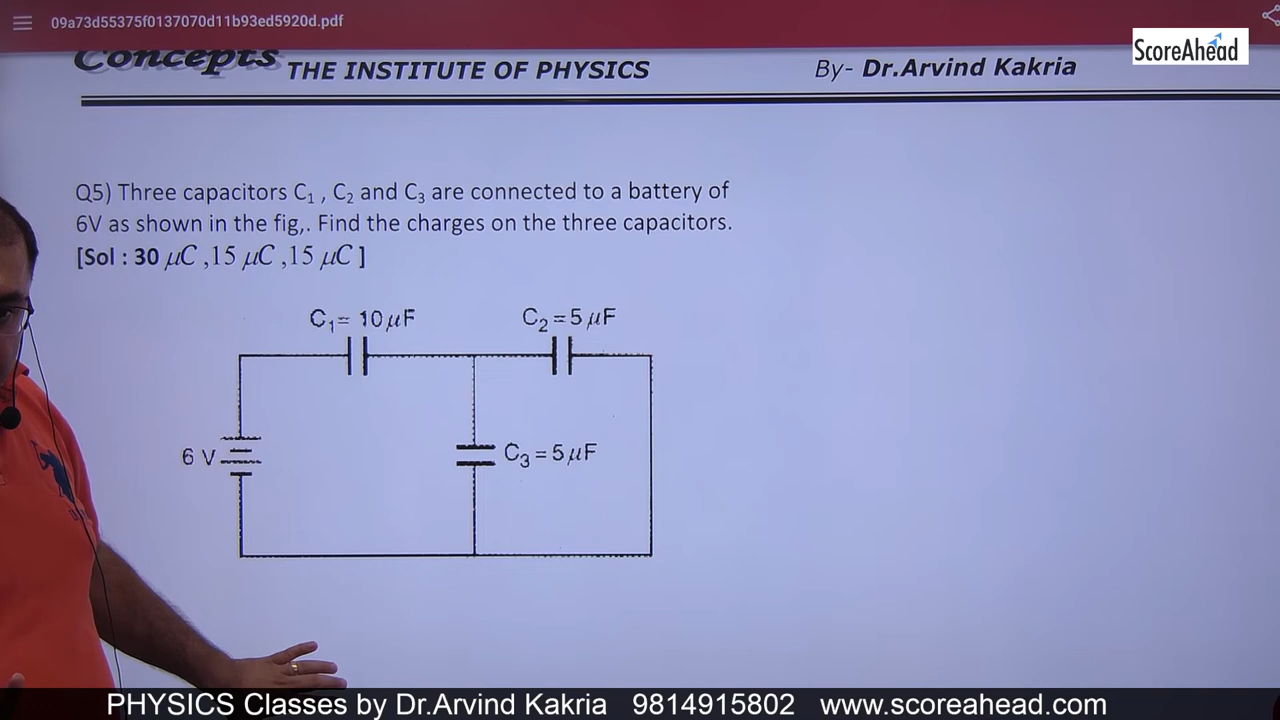 09a73d55375f0137070d11b93ed5920d.pdf
ScoreAhead
Concepts THE INSTITUTE OF PHYSICS By- Dr.Arvind Kakria
Q5) Three capacitors C₁ , C₂ and C₃ are connected to a battery of
6V as shown in the fig,. Find the charges on the three capacitors.
[Sol : 30 μC ,15 μC ,15 μC ]
C₁= 10 μF C₂ = 5 μF
6 V C₃ = 5 μF
PHYSICS Classes by Dr.Arvind Kakria 9814915802 www.scoreahead.com